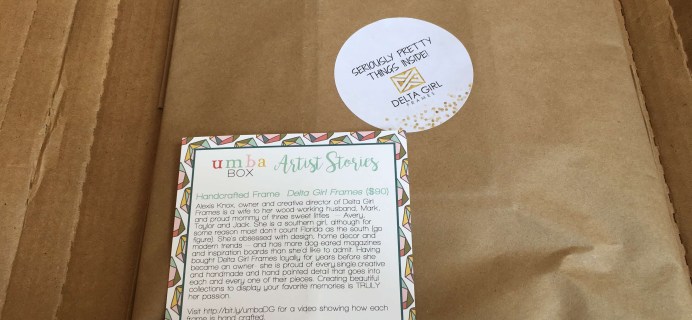 SERIOUSLY PRETTY
THINGS INSIDE!
DELTA GIRL
FRAMES
umba Artist Stories
BOX
Handcrafted Frame Delta Girl Frames ($90)
Alexis Knox, owner and creative director of Delta Girl
Frames is a wife to her wood working husband, Mark,
and proud mommy of three sweet littles - Avery,
Taylor and Jack. She is a southern girl, although for
some reason most don't count Florida as the south (go
figure). She's obsessed with design, home decor and
modern trends - and has more dog eared magazines
and inspiration boards than she'd like to admit. Having
bought Delta Girl Frames loyally for years before she
became an owner she is proud of every single creative
and handmade and hand painted detail that goes into
each and every one of their pieces. Creating beautiful
collections to display your favorite memories is TRULY
her passion.
Visit http://bit.ly/umbaDG for a video showing how each
frame is hand crafted.